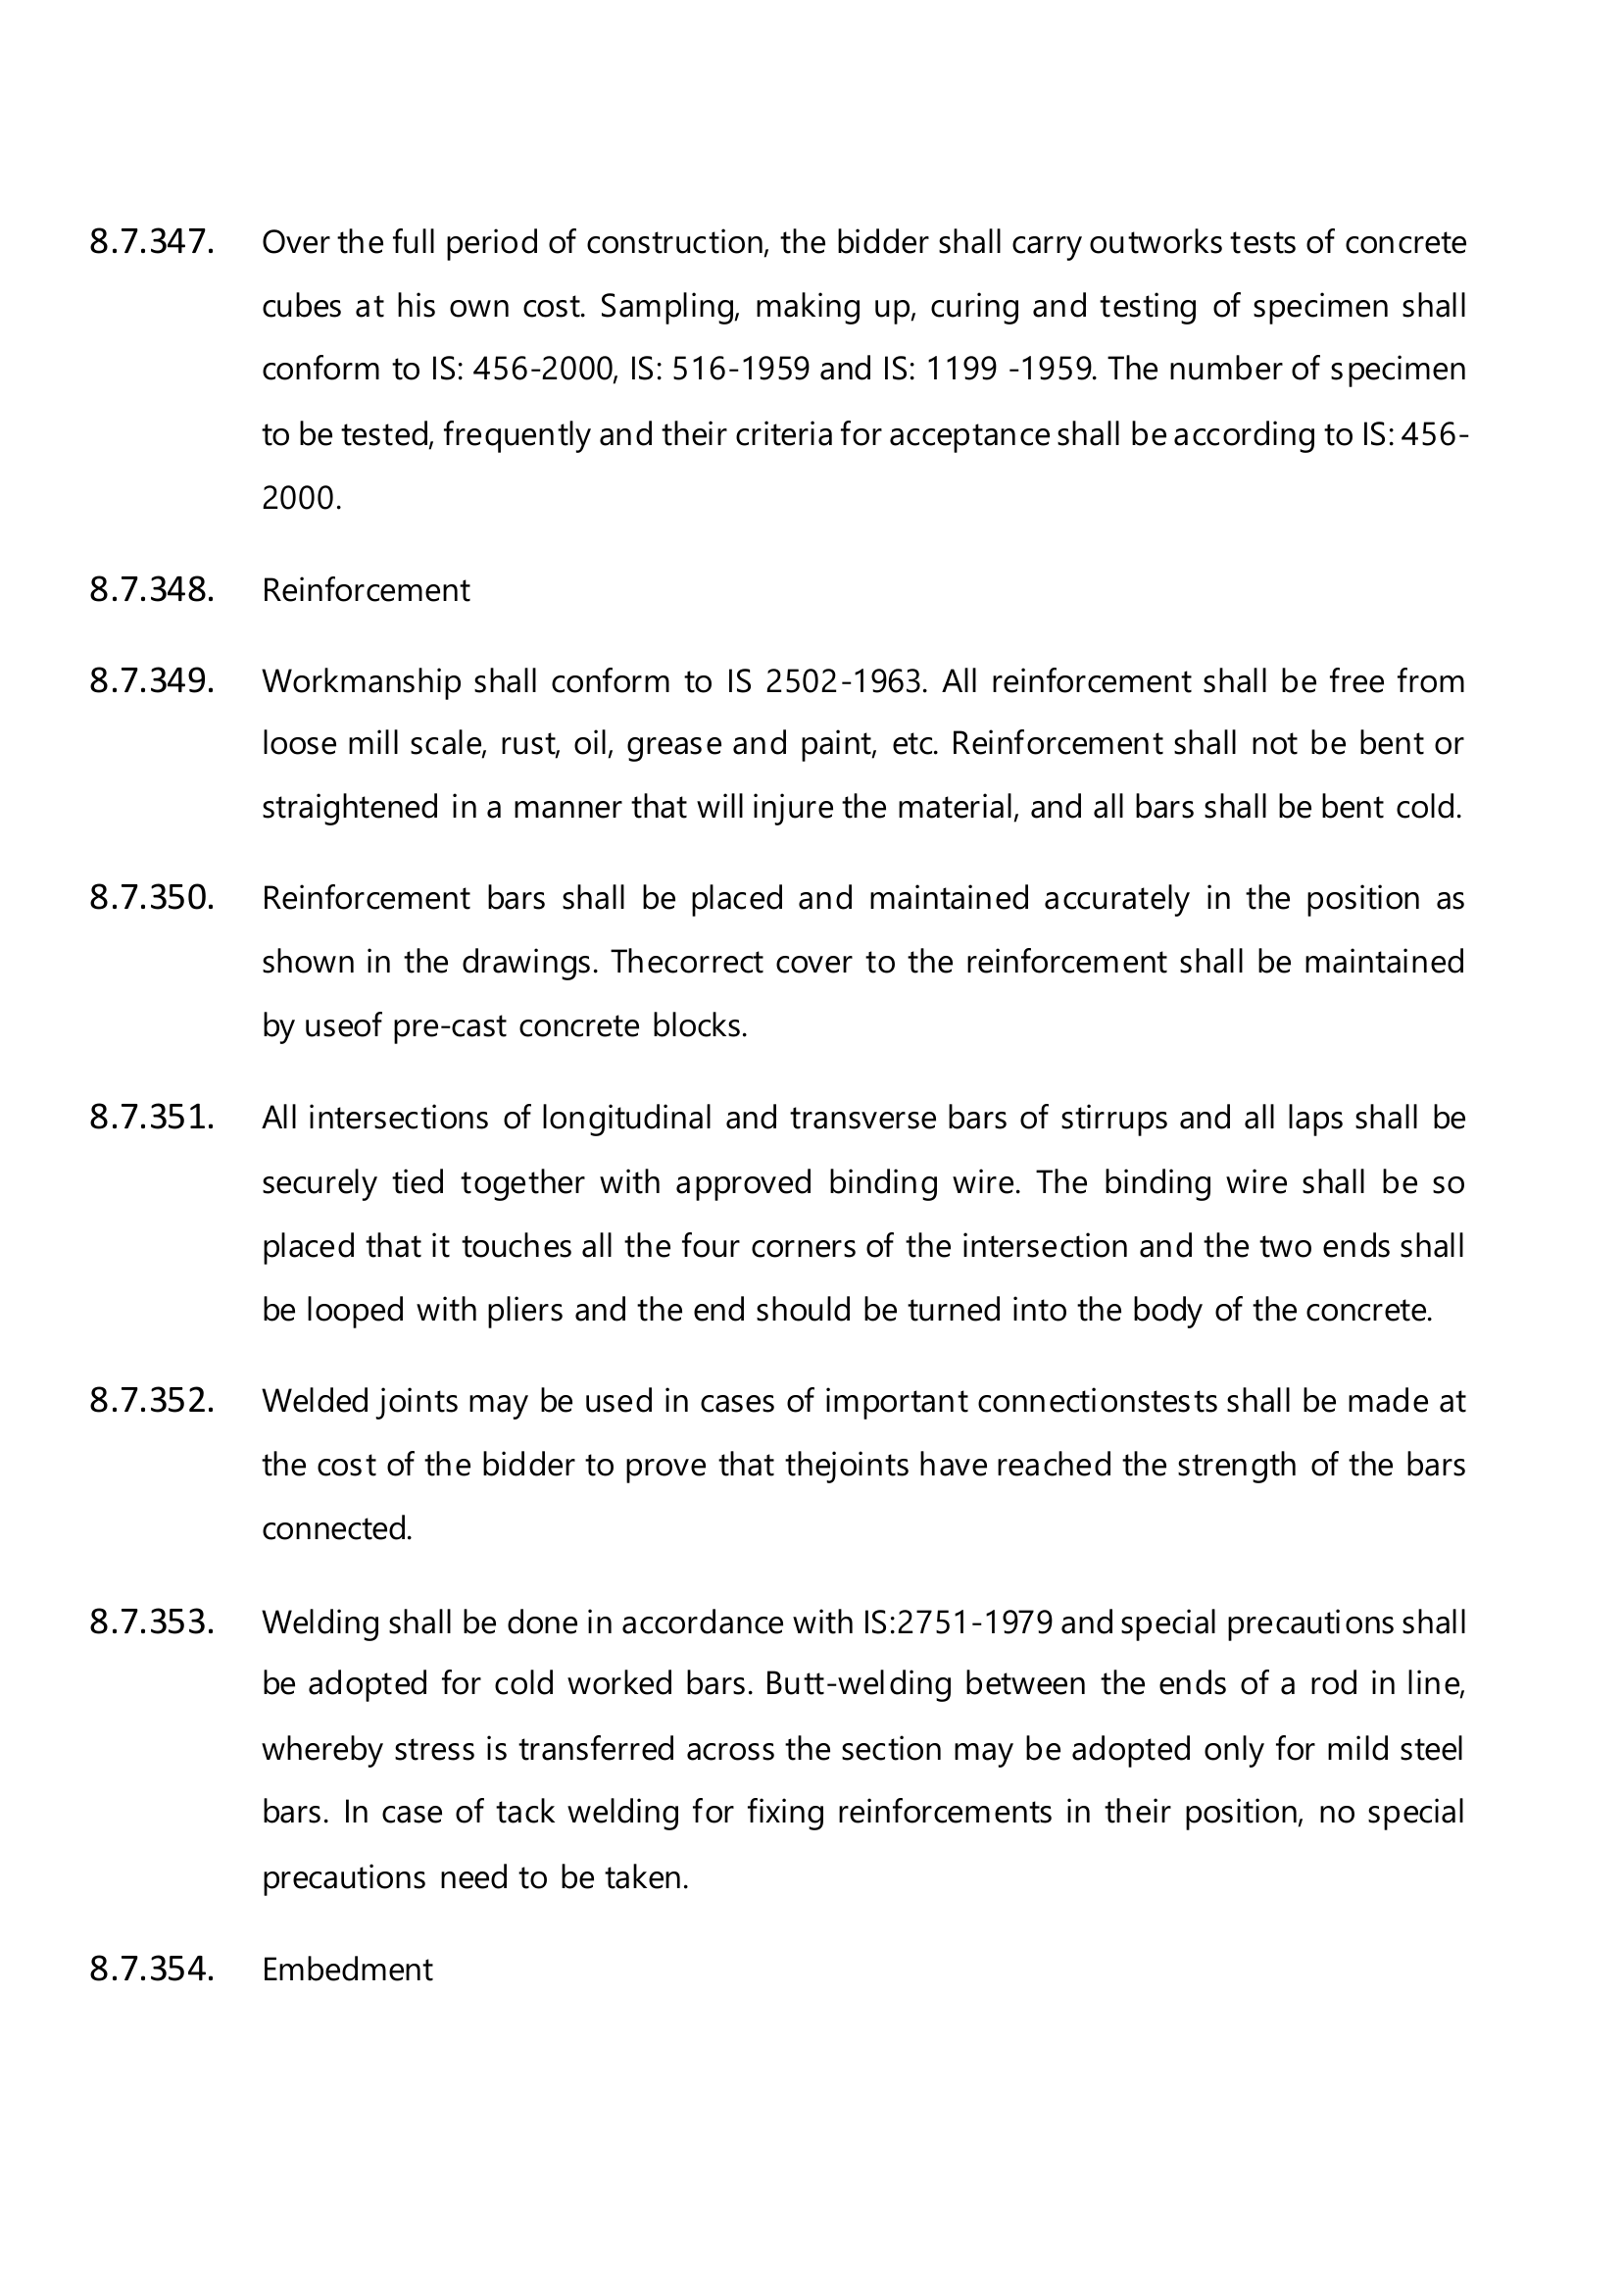 8.7.347. Over the full period of construction, the bidder shall carry outworks tests of concrete
cubes at his own cost. Sampling, making up, curing and testing of specimen shall
conform to IS: 456-2000, IS: 516-1959 and IS: 1199 -1959. The number of specimen
to be tested, frequently and their criteria for acceptance shall be according to IS: 456-
2000.
8.7.348. Reinforcement
8.7.349. Workmanship shall conform to IS 2502-1963. All reinforcement shall be free from
loose mill scale, rust, oil, grease and paint, etc. Reinforcement shall not be bent or
straightened in a manner that will injure the material, and all bars shall be bent cold.
8.7.350. Reinforcement bars shall be placed and maintained accurately in the position as
shown in the drawings. Thecorrect cover to the reinforcement shall be maintained
by useof pre-cast concrete blocks.
8.7.351. All intersections of longitudinal and transverse bars of stirrups and all laps shall be
securely tied together with approved binding wire. The binding wire shall be so
placed that it touches all the four corners of the intersection and the two ends shall
be looped with pliers and the end should be turned into the body of the concrete.
8.7.352. Welded joints may be used in cases of important connectionstests shall be made at
the cost of the bidder to prove that thejoints have reached the strength of the bars
connected.
8.7.353. Welding shall be done in accordance with IS:2751-1979 and special precautions shall
be adopted for cold worked bars. Butt-welding between the ends of a rod in line,
whereby stress is transferred across the section may be adopted only for mild steel
bars. In case of tack welding for fixing reinforcements in their position, no special
precautions need to be taken.
8.7.354. Embedment